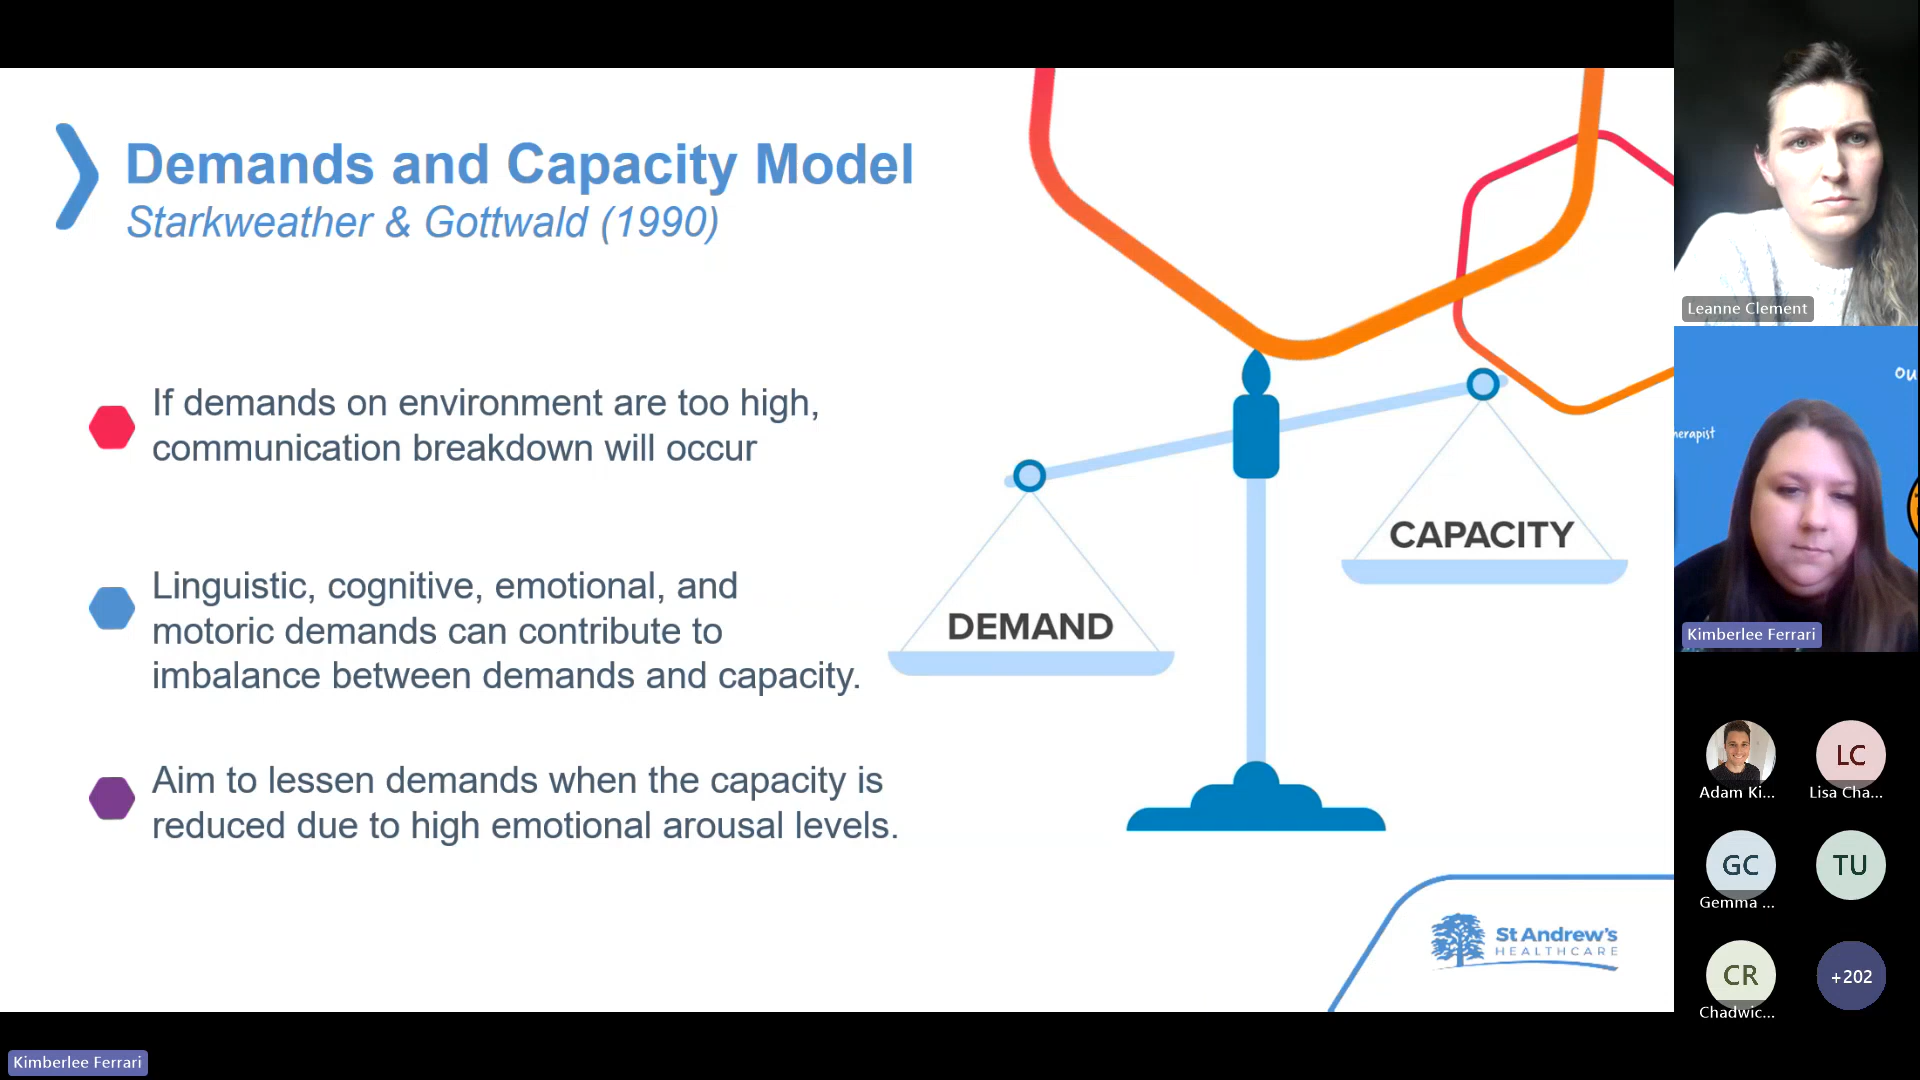 Demands and Capacity Model
Starkweather & Gottwald (1990)
If demands on environment are too high,
communication breakdown will occur
Linguistic, cognitive, emotional, and
motoric demands can contribute to
imbalance between demands and capacity.
Aim to lessen demands when the capacity is
reduced due to high emotional arousal levels.
CAPACITY
DEMAND
St Andrew's
HEALTHCARE
Leanne Clement
ou
herapist
Kimberlee Ferrari
Adam Ki...
LC
Lisa Cha...
GC
Gemma ...
TU
CR
Chadwic...
+202
Kimberlee Ferrari